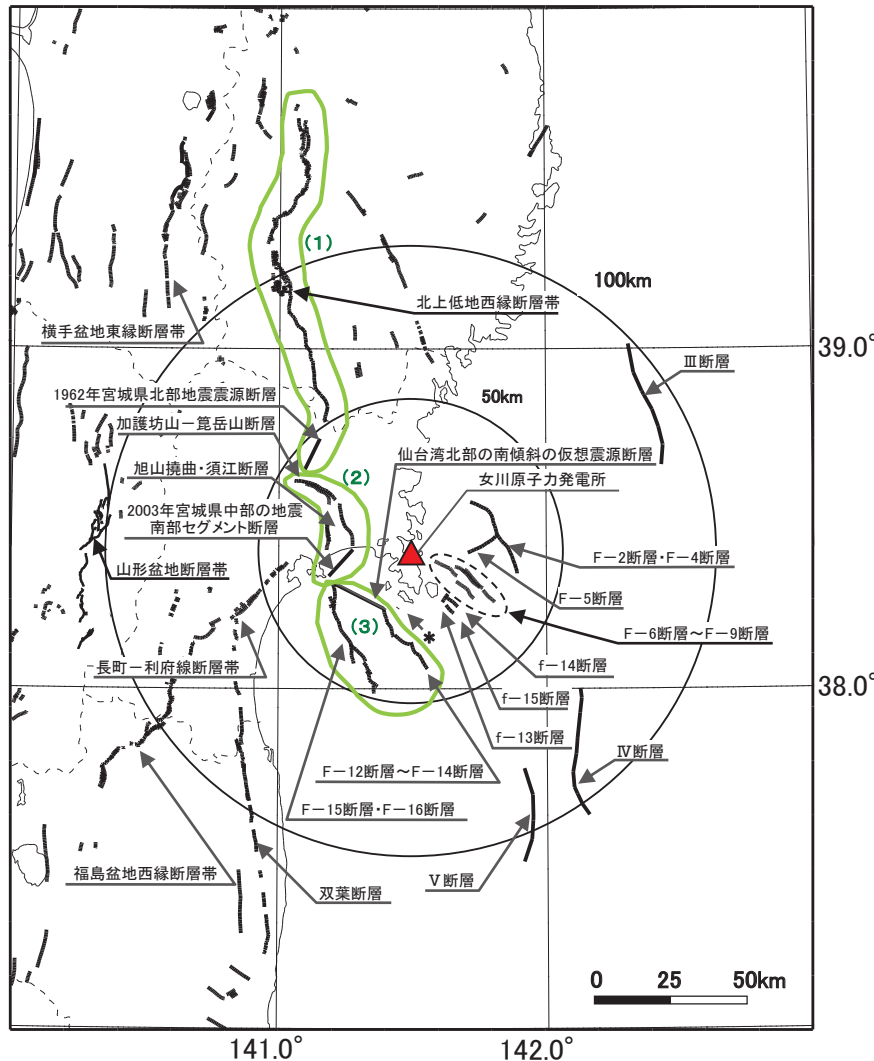 (1)
100km
北上低地西縁断層帯
横手盆地東縁断層帯
39.0°
Ⅲ断層
1962年宮城県北部地震震源断層
50km
加護坊山－箟岳山断層
仙台湾北部の南傾斜の仮想震源断層
旭山撓曲・須江断層
(2)
女川原子力発電所
2003年宮城県中部の地震
南部セグメント断層
F－2断層・F－4断層
山形盆地断層帯
F－5断層
(3)
*
F－6断層～F－9断層
長町－利府線断層帯
f－14断層
38.0°
f－15断層
f－13断層
Ⅳ断層
F－12断層～F－14断層
F－15断層・F－16断層
福島盆地西縁断層帯
双葉断層
Ⅴ断層
0 25 50km
141.0° 142.0°